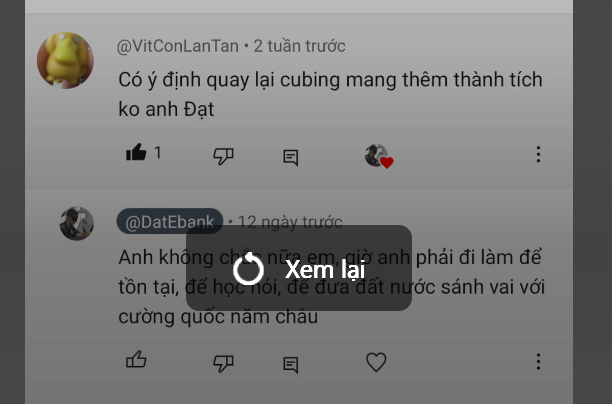 @VitConLanTan • 2 tuần trước
Có ý định quay lại cubing mang thêm thành tích
ko anh Đạt
1
@DatEbank • 12 ngày trước
Anh không chắc nữa em, giờ anh phải đi làm để
Xem lại
tồn tại, để học hỏi, để đưa đất nước sánh vai với
cường quốc năm châu